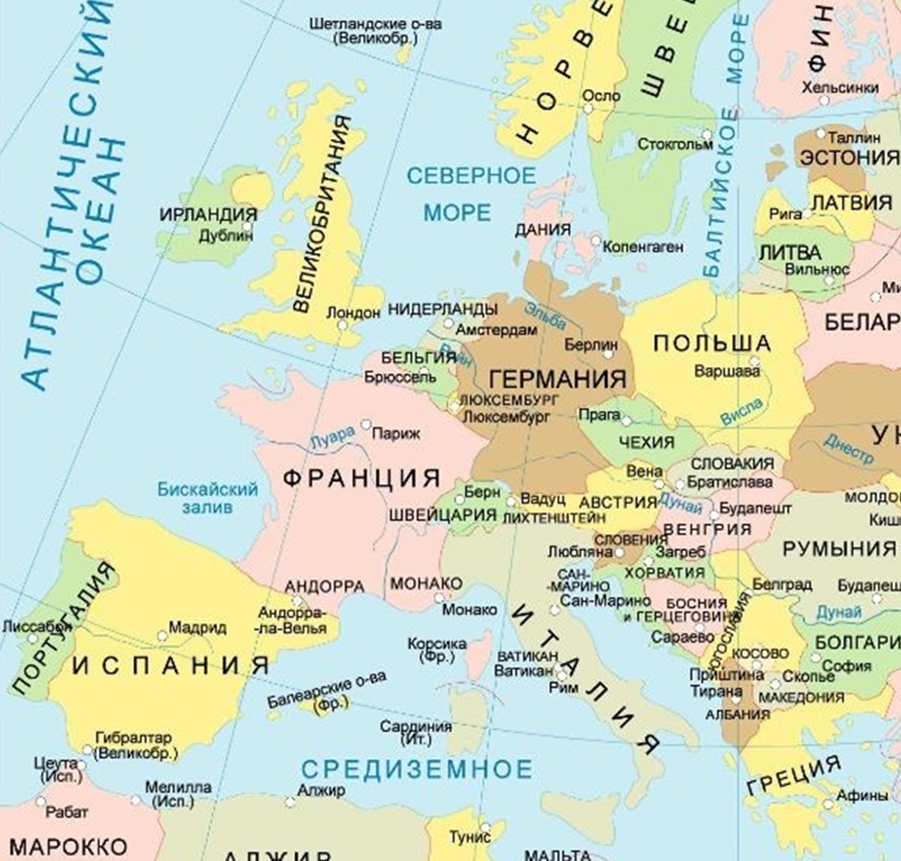 Шетландские о-ва
(Великобр.)
АТЛАНТИЧЕСКИЙ
ОКЕАН
НОРВЕ
ШВЕ
ФИН
Хельсинки
Осло
Стокгольм
БАЛТИЙСКОЕ МОРЕ
Таллин
ЭСТОНИЯ
СЕВЕРНОЕ
МОРЕ
ВЕЛИКОБРИТАНИЯ
ИРЛАНДИЯ
Дублин
Рига
ЛАТВИЯ
ДАНИЯ
Копенгаген
ЛИТВА
Вильнюс
Ми
БЕЛАР
Лондон
НИДЕРЛАНДЫ
Амстердам
Эльба
Берлин
ПОЛЬША
Варшава
БЕЛЬГИЯ
Рейн
Брюссель
ГЕРМАНИЯ
ЛЮКСЕМБУРГ
Люксембург
Висла
Прага
ЧЕХИЯ
УК
Днестр
Луара
Париж
ФРАНЦИЯ
Вена
СЛОВАКИЯ
Братислава
Бискайский
залив
Берн
Вадуц
АВСТРИЯ
Дунай
Будапешт
МОЛДО
Киш
ШВЕЙЦАРИЯ
ЛИХТЕНШТЕЙН
ВЕНГРИЯ
СЛОВЕНИЯ
Любляна
Загреб
РУМЫНИЯ
ХОРВАТИЯ
АНДОРРА
МОНАКО
САН-
-МАРИНО
Сан-Марино
Белград
Будапеш
Монако
Андорра-
-ла-Велья
БОСНИЯ
и ГЕРЦЕГОВИНА
Сараево
ЮГОСЛАВИЯ
Дунай
БОЛГАРИ
София
Лиссабон
ПОРТУГАЛИЯ
Мадрид
ИСПАНИЯ
Корсика
(Фр.)
ИТАЛИЯ
ВАТИКАН
Ватикан
Рим
КОСОВО
Приштина
Скопье
Тирана
МАКЕДОНИЯ
АЛБАНИЯ
Балеарские о-ва
(Фр.)
Сардиния
(Ит.)
Гибралтар
(Великобр.)
Сеута
(Исп.)
СРЕДИЗЕМНОЕ
ГРЕЦИЯ
Афины
Мелилла
(Исп.)
Алжир
Рабат
МАРОККО
АЛЖИР
Тунис
МАЛЬТА